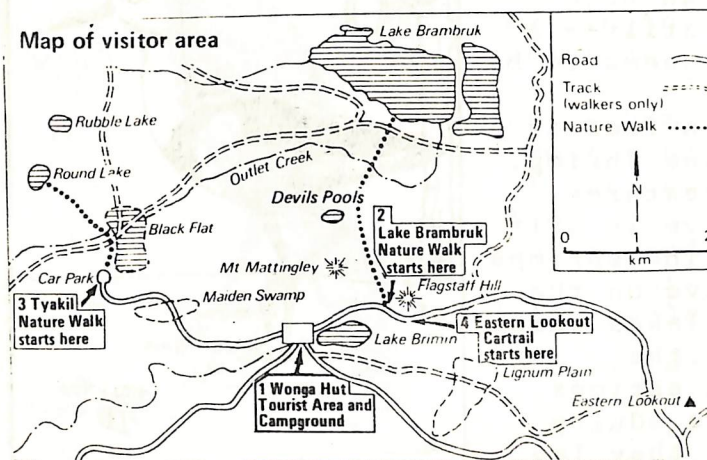 Map of visitor area
Lake Brambruk
Road
Track
(walkers only)
Nature Walk
N
0 1 2
km
Rubble Lake
Round Lake
Outlet Creek
Devils Pools
Black Flat
2
Lake Brambruk
Nature Walk
starts here
Mt Mattingley
Flagstaff Hill
Car Park
Maiden Swamp
3 Tyakil
Nature Walk
starts here
4 Eastern Lookout
Cartrail
starts here
Lake Brimin
Lignum Plain
1 Wonga Hut
Tourist Area and
Campground
Eastern Lookout